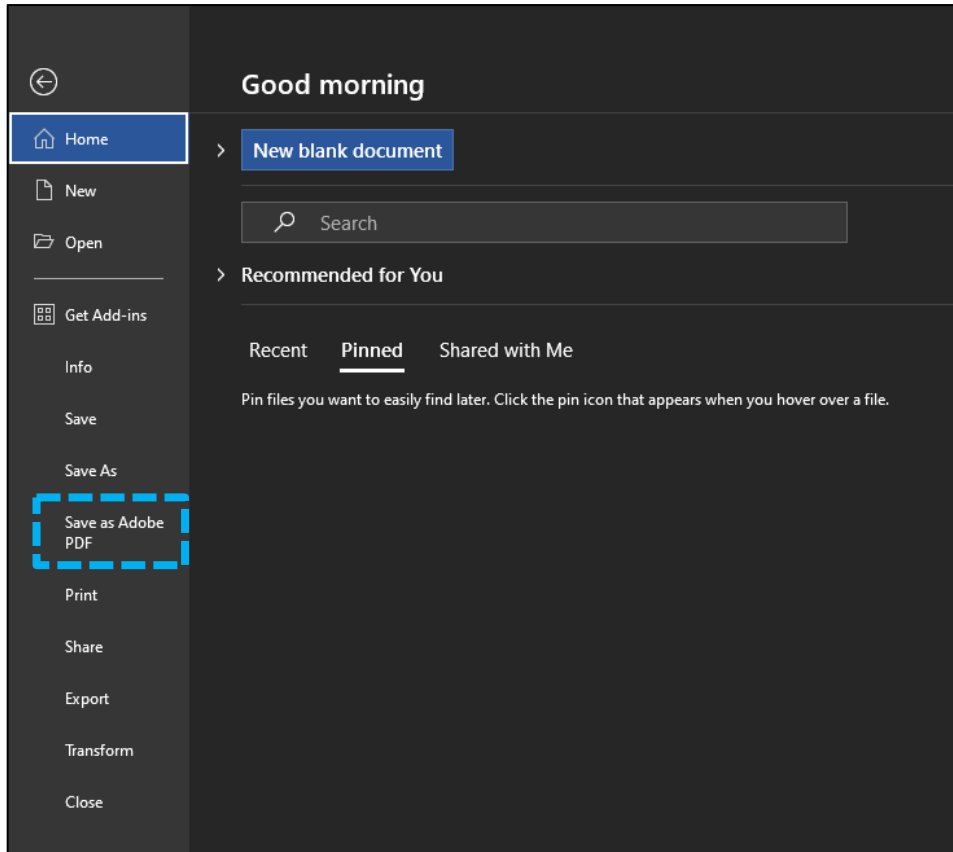 Good morning
Home
New
Open
Get Add-ins
Info
Save
Save As
Save as Adobe
PDF
Print
Share
Export
Transform
Close
New blank document
Search
Recommended for You
Recent Pinned Shared with Me
Pin files you want to easily find later. Click the pin icon that appears when you hover over a file.